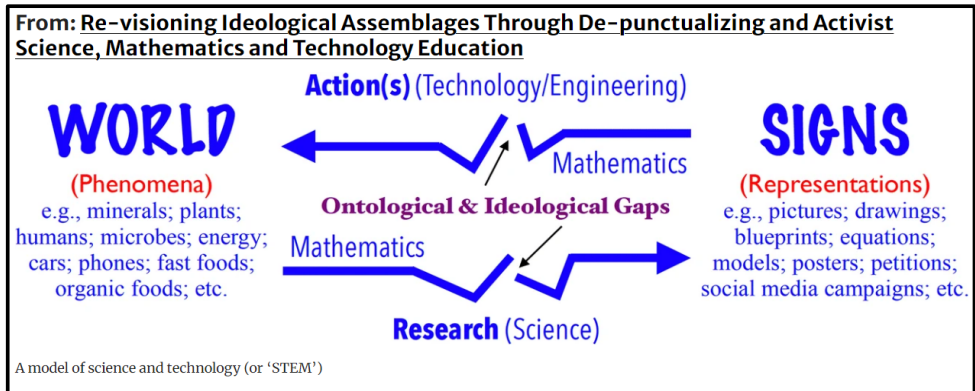 From: Re-visioning Ideological Assemblages Through De-punctualizing and Activist
Science, Mathematics and Technology Education
Action(s) (Technology/Engineering)
WORLD
(Phenomena)
e.g., minerals; plants;
humans; microbes; energy;
cars; phones; fast foods;
organic foods; etc.
Mathematics
Ontological & Ideological Gaps
Mathematics
Research (Science)
SIGNS
(Representations)
e.g., pictures; drawings;
blueprints; equations;
models; posters; petitions;
social media campaigns; etc.
A model of science and technology (or ‘STEM’)